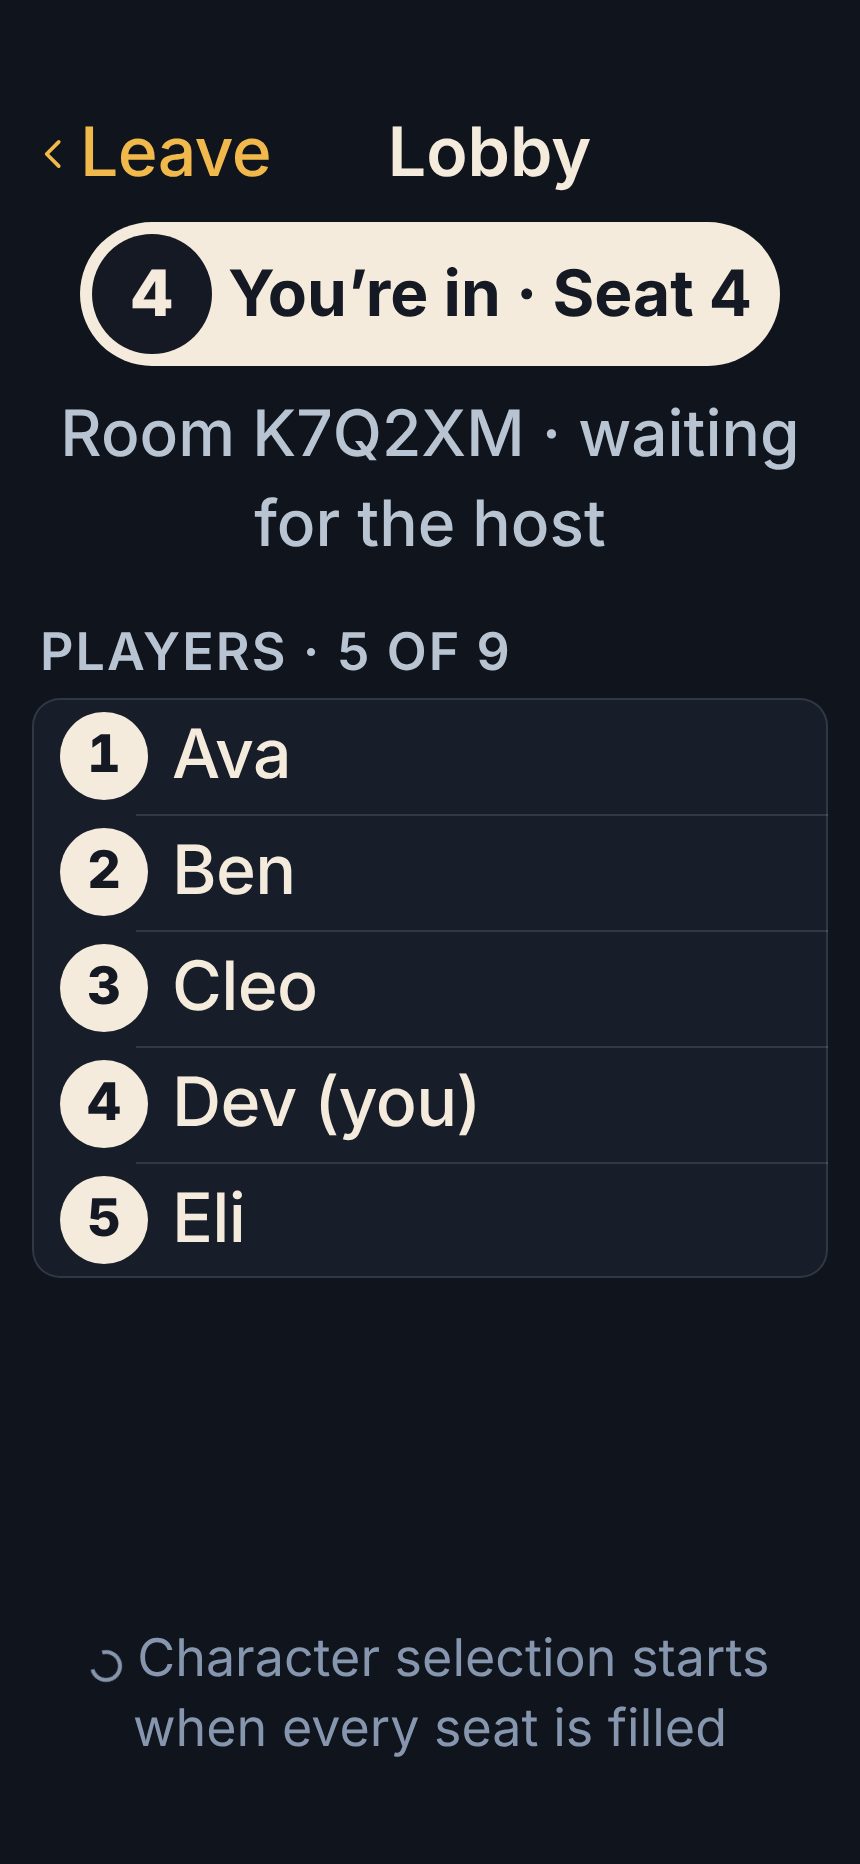 Leave
Lobby
4 You’re in · Seat 4
Room K7Q2XM · waiting
for the host
PLAYERS · 5 OF 9
1 Ava
2 Ben
3 Cleo
4 Dev (you)
5 Eli
Character selection starts
when every seat is filled